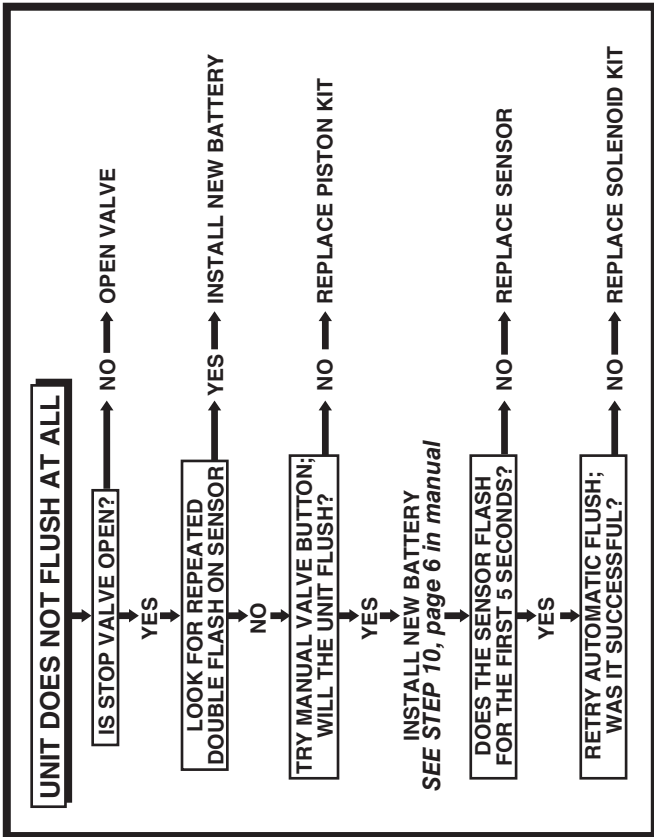 UNIT DOES NOT FLUSH AT ALL
IS STOP VALVE OPEN?
NO
OPEN VALVE
YES
LOOK FOR REPEATED
DOUBLE FLASH ON SENSOR
YES
INSTALL NEW BATTERY
NO
TRY MANUAL VALVE BUTTON;
WILL THE UNIT FLUSH?
NO
REPLACE PISTON KIT
YES
INSTALL NEW BATTERY
SEE STEP 10, page 6 in manual
DOES THE SENSOR FLASH
FOR THE FIRST 5 SECONDS?
NO
REPLACE SENSOR
YES
RETRY AUTOMATIC FLUSH;
WAS IT SUCCESSFUL?
NO
REPLACE SOLENOID KIT